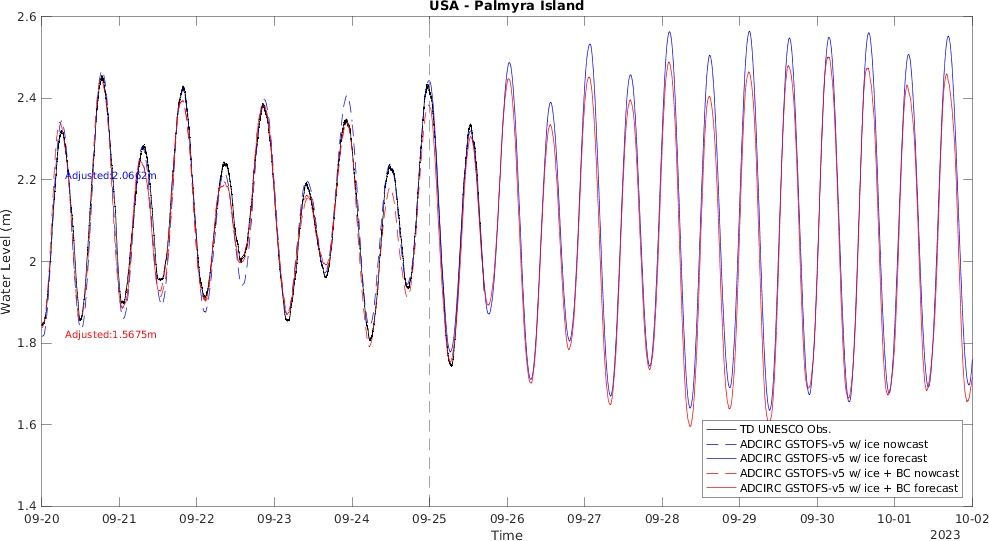 USA - Palmyra Island
2.6
2.4
2.2
2
1.8
1.6
1.4
Water Level (m)
Adjusted:2.0662m
Adjusted:1.5675m
TD UNESCO Obs.
ADCIRC GSTOFS-v5 w/ ice nowcast
ADCIRC GSTOFS-v5 w/ ice forecast
ADCIRC GSTOFS-v5 w/ ice + BC nowcast
ADCIRC GSTOFS-v5 w/ ice + BC forecast
09-20 09-21 09-22 09-23 09-24 09-25 09-26 09-27 09-28 09-29 09-30 10-01 10-02
Time
2023